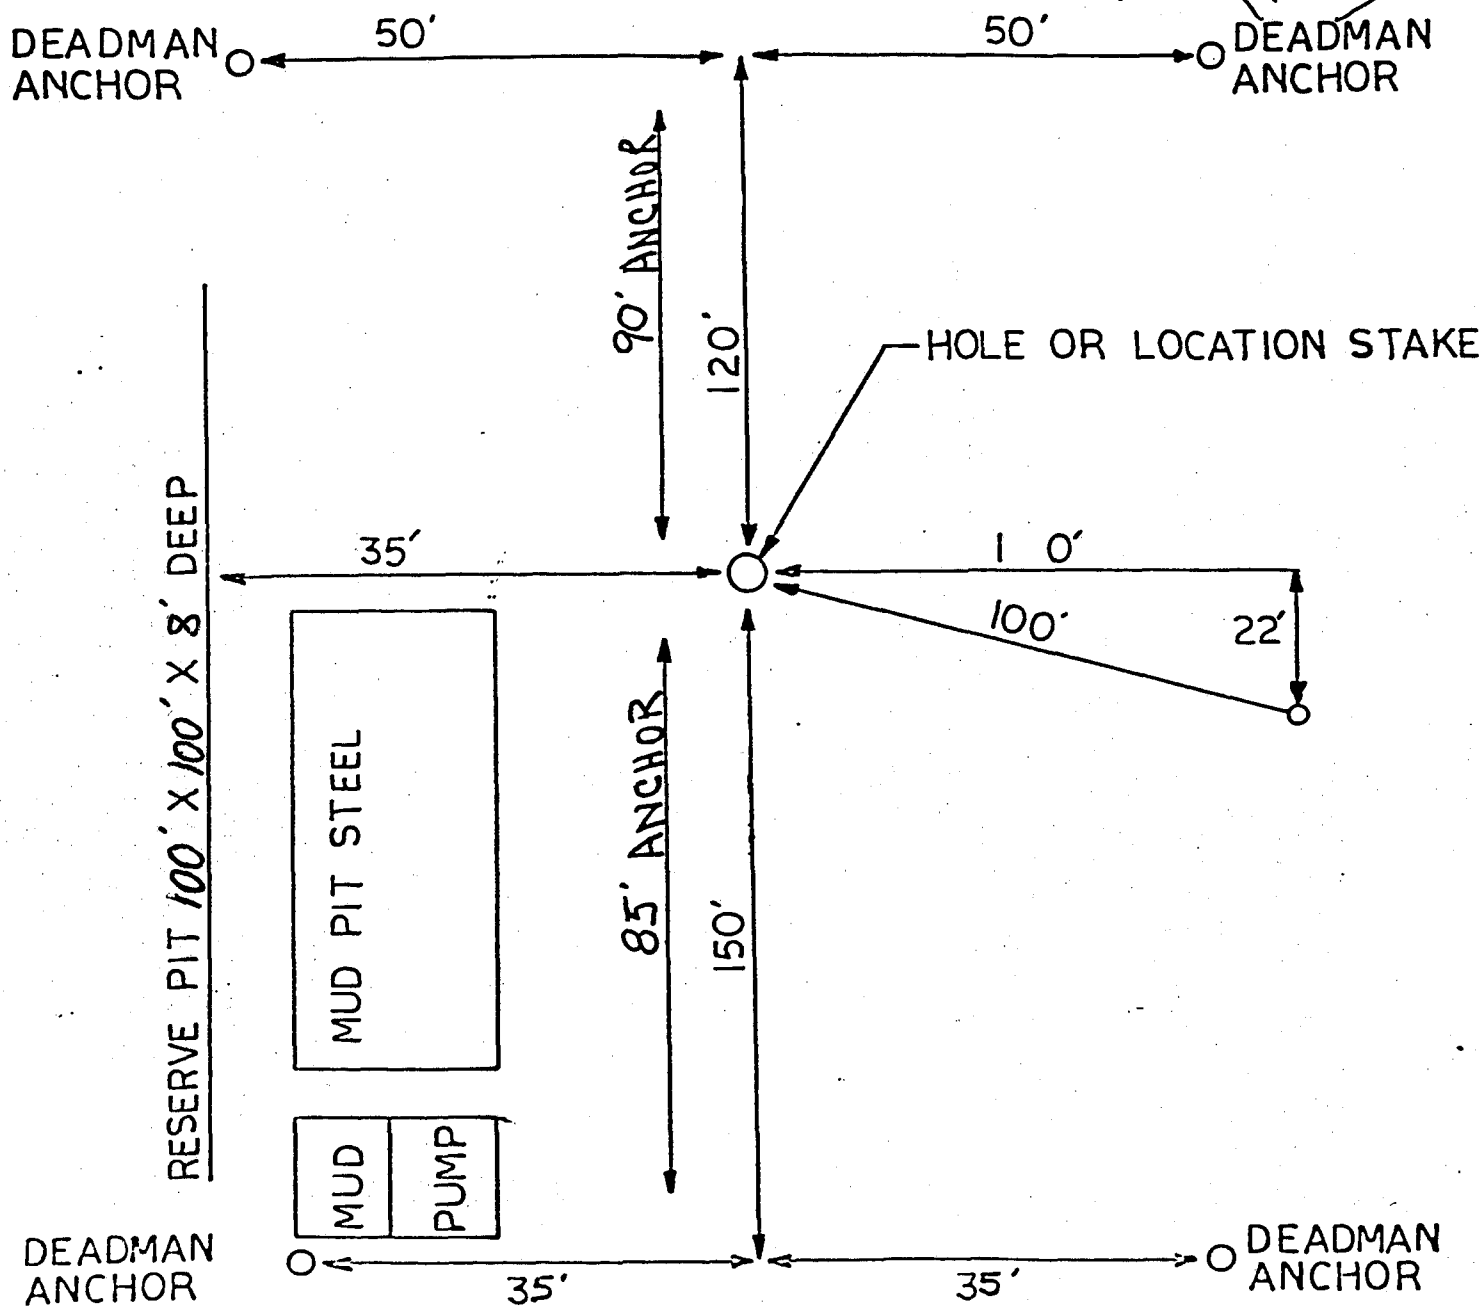 50'
50'
DEADMAN
ANCHOR
DEADMAN
ANCHOR
90' ANCHOR
120'
HOLE OR LOCATION STAKE
35'
1 0'
100'
22'
RESERVE PIT 100' X 100' X 8' DEEP
MUD PIT STEEL
85' ANCHOR
150'
MUD
PUMP
DEADMAN
ANCHOR
35'
35'
DEADMAN
ANCHOR